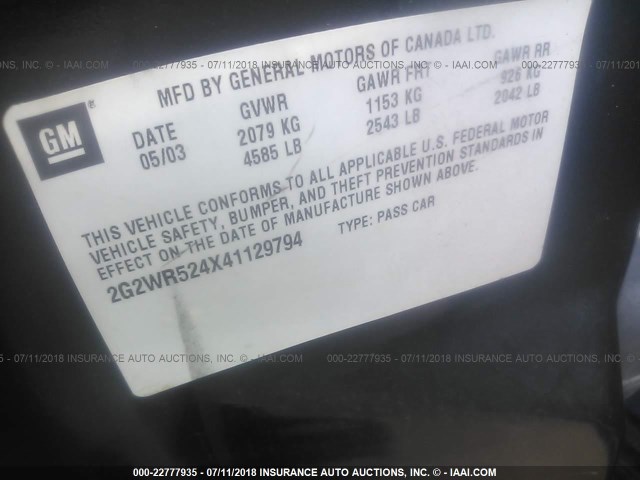 MFD BY GENERAL MOTORS OF CANADA LTD.
GM ®
DATE GVWR GAWR FRT GAWR RR
05/03 2079 KG 1153 KG 926 KG
4585 LB 2543 LB 2042 LB
THIS VEHICLE CONFORMS TO ALL APPLICABLE U.S. FEDERAL MOTOR
VEHICLE SAFETY, BUMPER, AND THEFT PREVENTION STANDARDS IN
EFFECT ON THE DATE OF MANUFACTURE SHOWN ABOVE.
2G2WR524X41129794 TYPE: PASS CAR
000-22777935 - 07/11/2018 INSURANCE AUTO AUCTIONS, INC. - © IAAI.COM